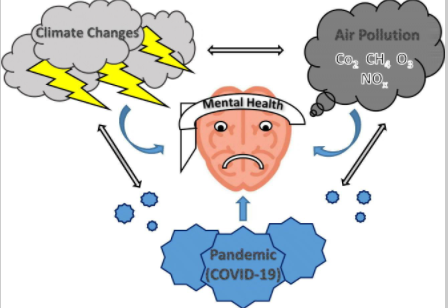 Climate Changes
Air Pollution
Co₂ CH₄ O₃
NOₓ
Mental Health
Pandemic
(COVID-19)